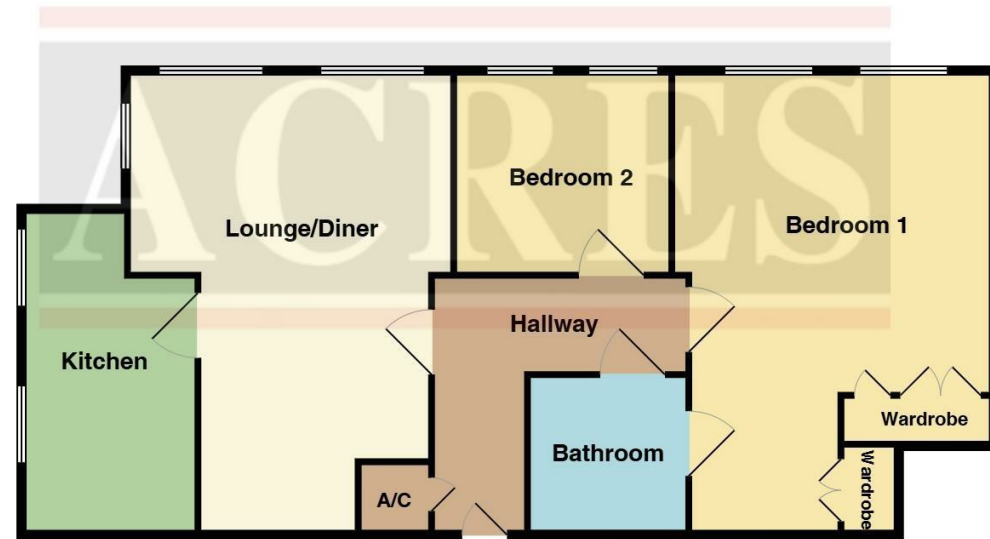 ACRES
Bedroom 2
Lounge/Diner
Bedroom 1
Hallway
Kitchen
Wardrobe
Bathroom
Wardrobe
A/C